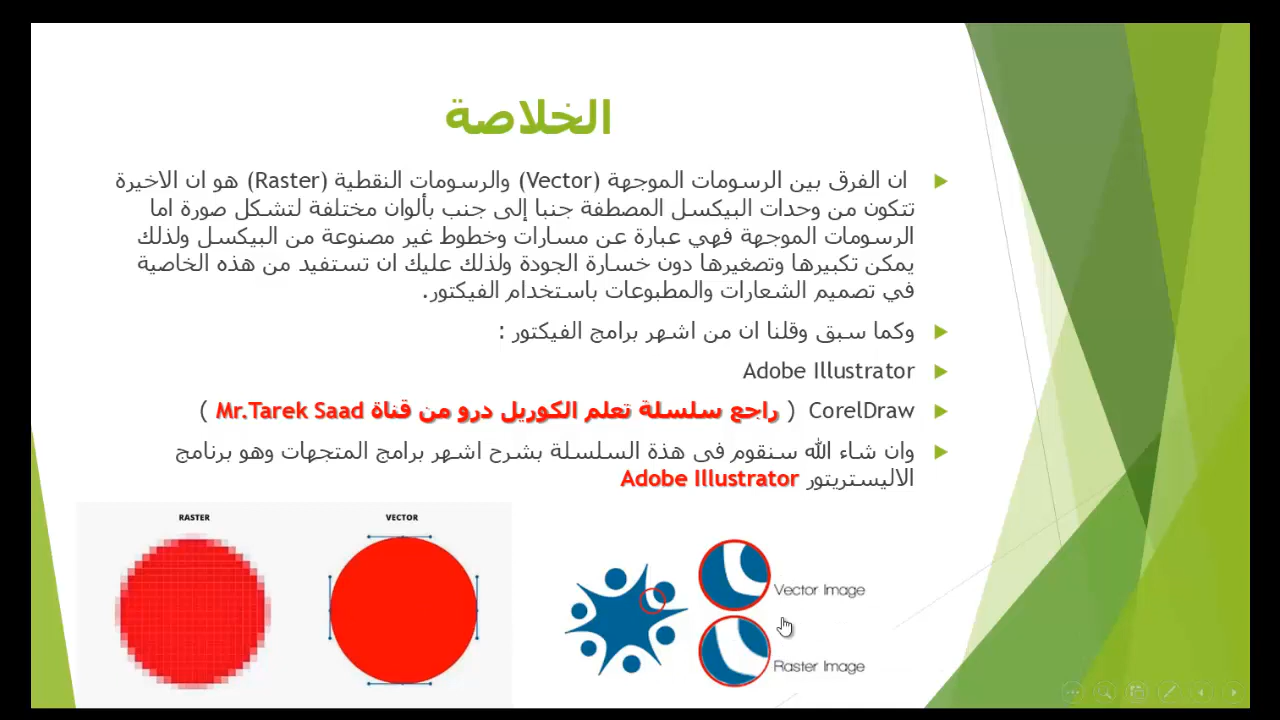 الخلاصة
ان الفرق بين الرسومات الموجهة (Vector) والرسومات النقطية (Raster) هو ان الاخيرة
تتكون من وحدات البيكسل المصطفة جنبا إلى جنب بألوان مختلفة لتشكل صورة اما
الرسومات الموجهة فهي عبارة عن مسارات وخطوط غير مصنوعة من البيكسل ولذلك
يمكن تكبيرها وتصغيرها دون خسارة الجودة ولذلك عليك ان تستفيد من هذه الخاصية
في تصميم الشعارات والمطبوعات باستخدام الفيكتور.
وكما سبق وقلنا ان من اشهر برامج الفيكتور :
Adobe Illustrator
CorelDraw ( راجع سلسلة تعلم الكوريل درو من قناة Mr.Tarek Saad )
وان شاء الله سنقوم فى هذة السلسلة بشرح اشهر برامج المتجهات وهو برنامج
الاليستريتور Adobe Illustrator
RASTER
VECTOR
Vector Image
Raster Image